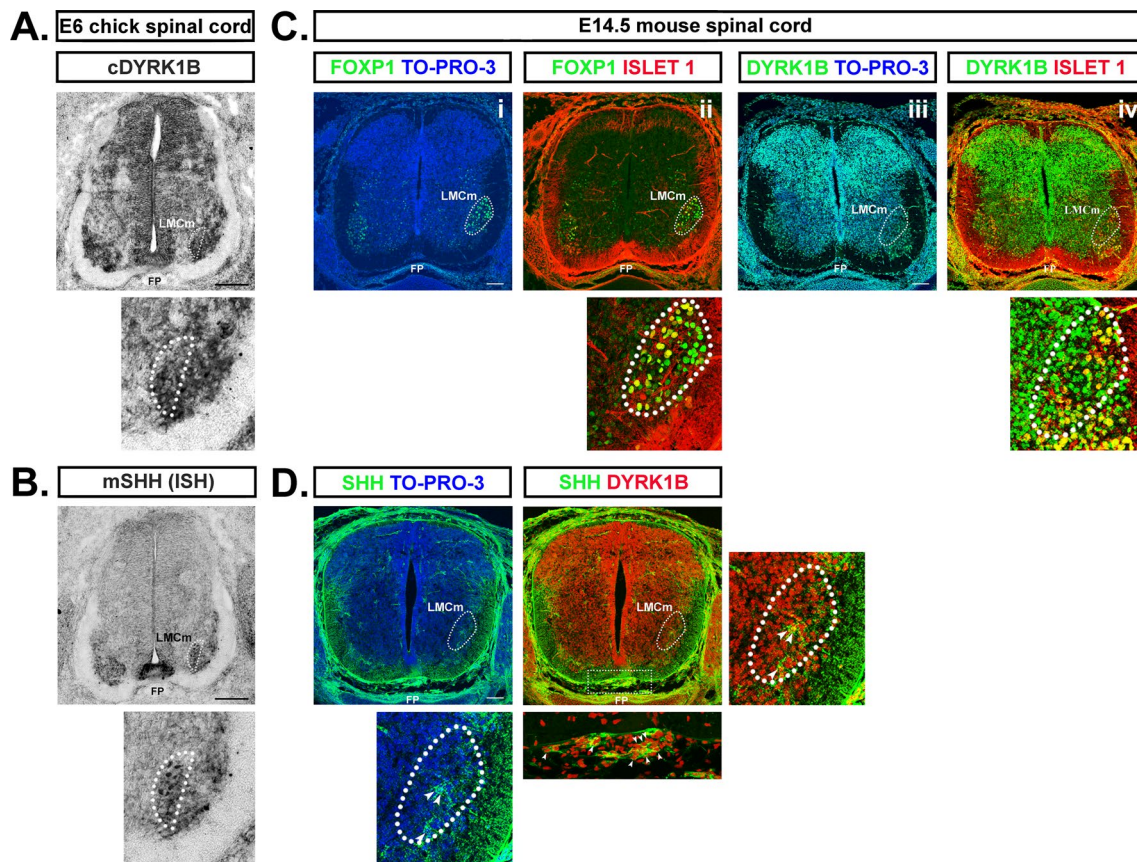 A.
E6 chick spinal cord
cDYRK1B
LMCm
FP
B.
mSHH (ISH)
LMCm
FP
C.
E14.5 mouse spinal cord
FOXP1 TO-PRO-3
i
LMCm
FP
FOXP1 ISLET 1
ii
LMCm
FP
DYRK1B TO-PRO-3
iii
LMCm
FP
DYRK1B ISLET 1
iv
LMCm
FP
D.
SHH TO-PRO-3
LMCm
FP
SHH DYRK1B
LMCm
FP